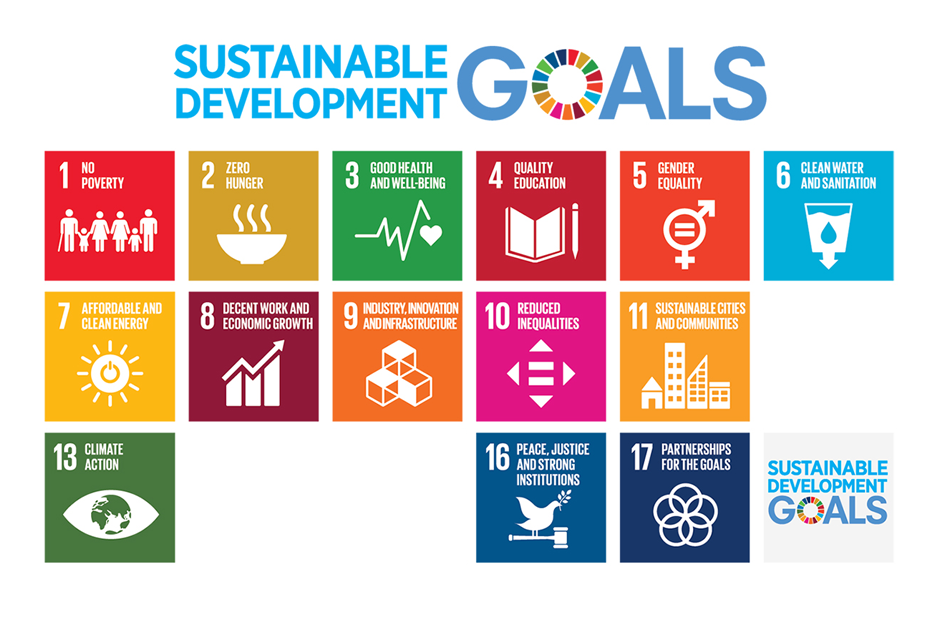 SUSTAINABLE
DEVELOPMENT
GOALS
1 NO
POVERTY
2 ZERO
HUNGER
3 GOOD HEALTH
AND WELL-BEING
4 QUALITY
EDUCATION
5 GENDER
EQUALITY
6 CLEAN WATER
AND SANITATION
7 AFFORDABLE AND
CLEAN ENERGY
8 DECENT WORK AND
ECONOMIC GROWTH
9 INDUSTRY, INNOVATION
AND INFRASTRUCTURE
10 REDUCED
INEQUALITIES
11 SUSTAINABLE CITIES
AND COMMUNITIES
13 CLIMATE
ACTION
16 PEACE, JUSTICE
AND STRONG
INSTITUTIONS
17 PARTNERSHIPS
FOR THE GOALS
SUSTAINABLE
DEVELOPMENT
GOALS